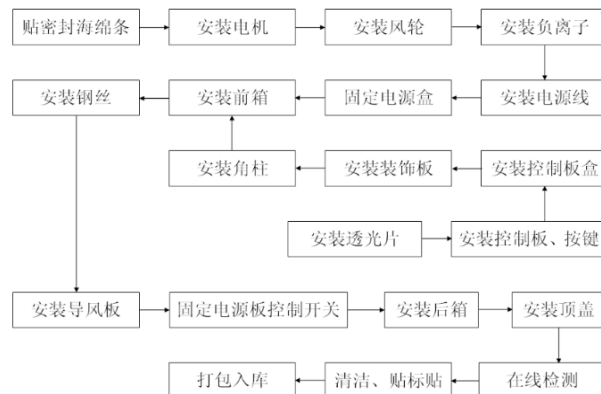 贴密封海绵条
安装电机
安装风轮
安装负离子
安装钢丝
安装前箱
固定电源盒
安装电源线
安装角柱
安装装饰板
安装控制板盒
安装透光片
安装控制板、按键
安装导风板
固定电源板控制开关
安装后箱
安装顶盖
打包入库
清洁、贴标贴
在线检测